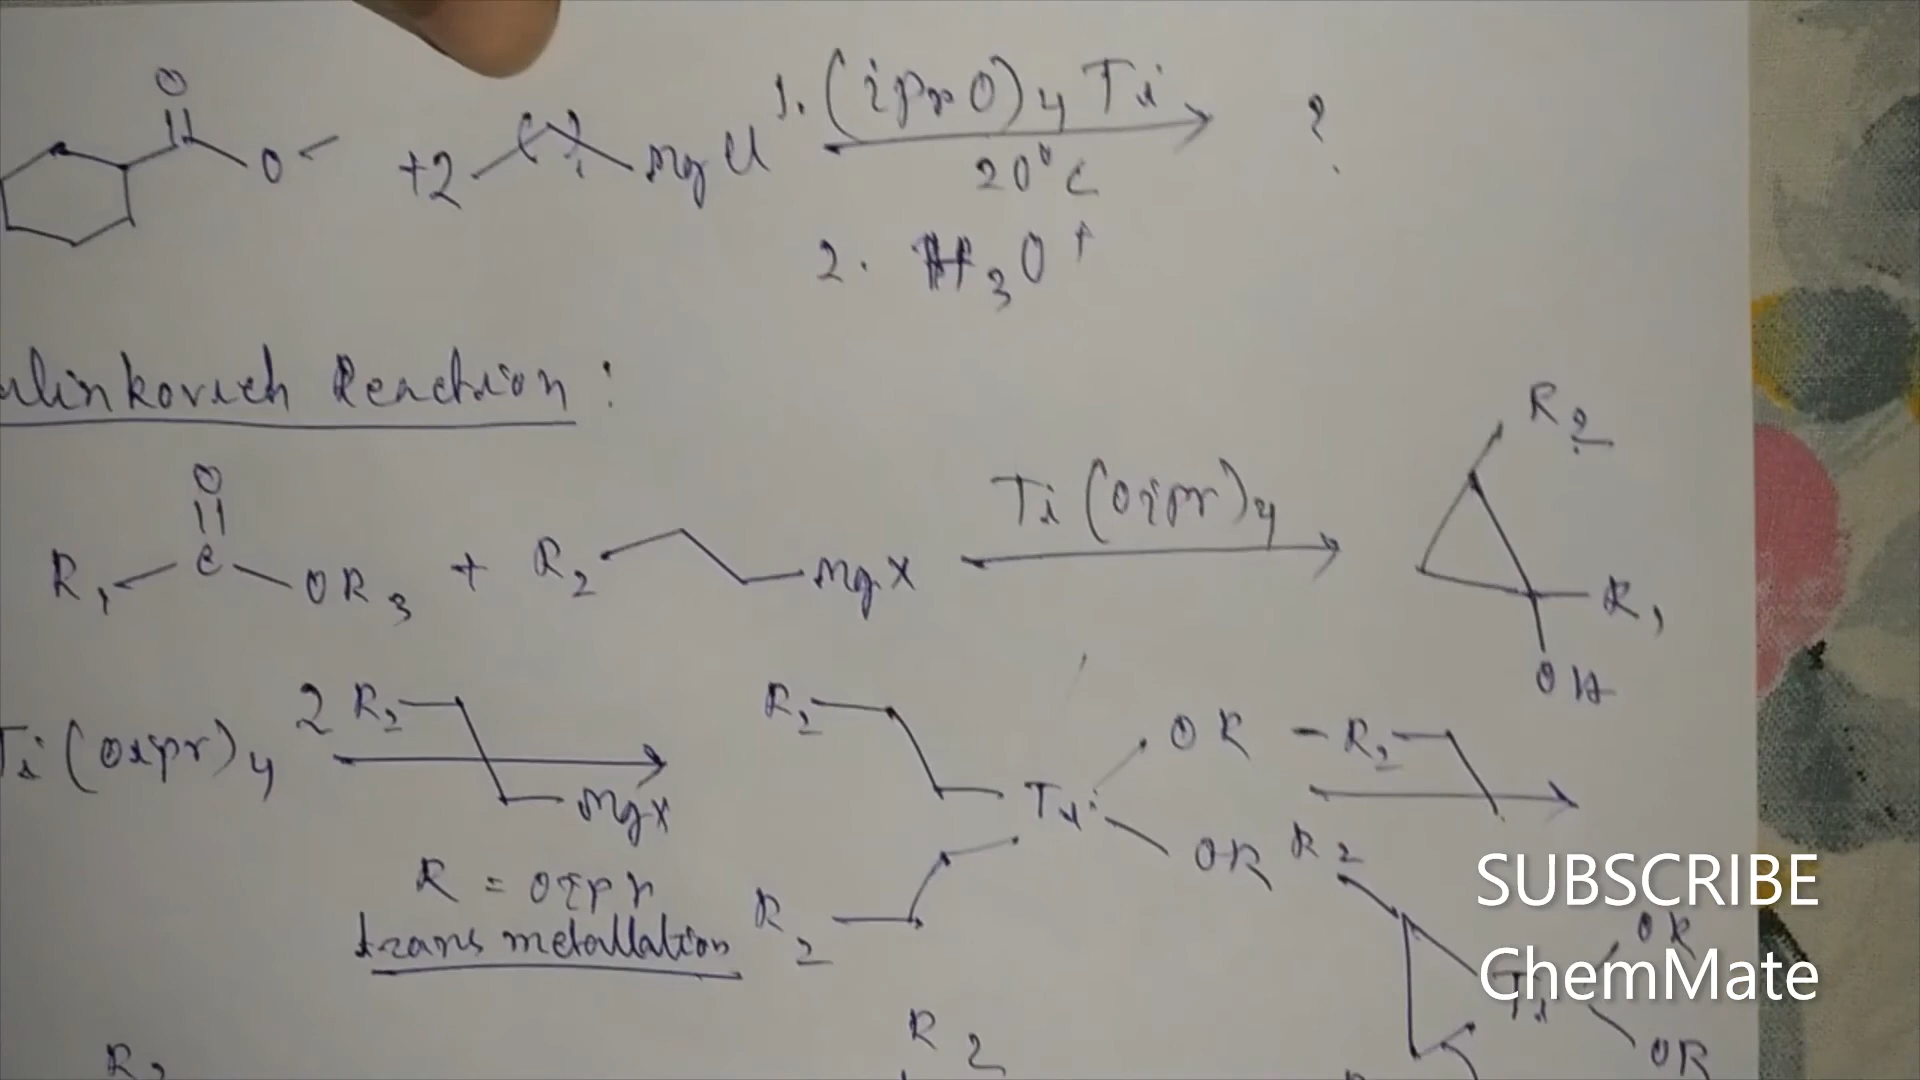 O
1. (iprO)4 Ti
O
+2 ( ) MgCl
20°C
?
2. H3O+
ulinkovich Reaction :
R2
O
Ti (Oipr)4
R1 C OR3 + R2 MgX
R1
OH
Ti (Oipr)4 2 R2 MgX
R2 Ti OR OR R2
- R2
R = Oipr
trans metallation
R2
Ti OR OR
R2
R2
SUBSCRIBE
ChemMate